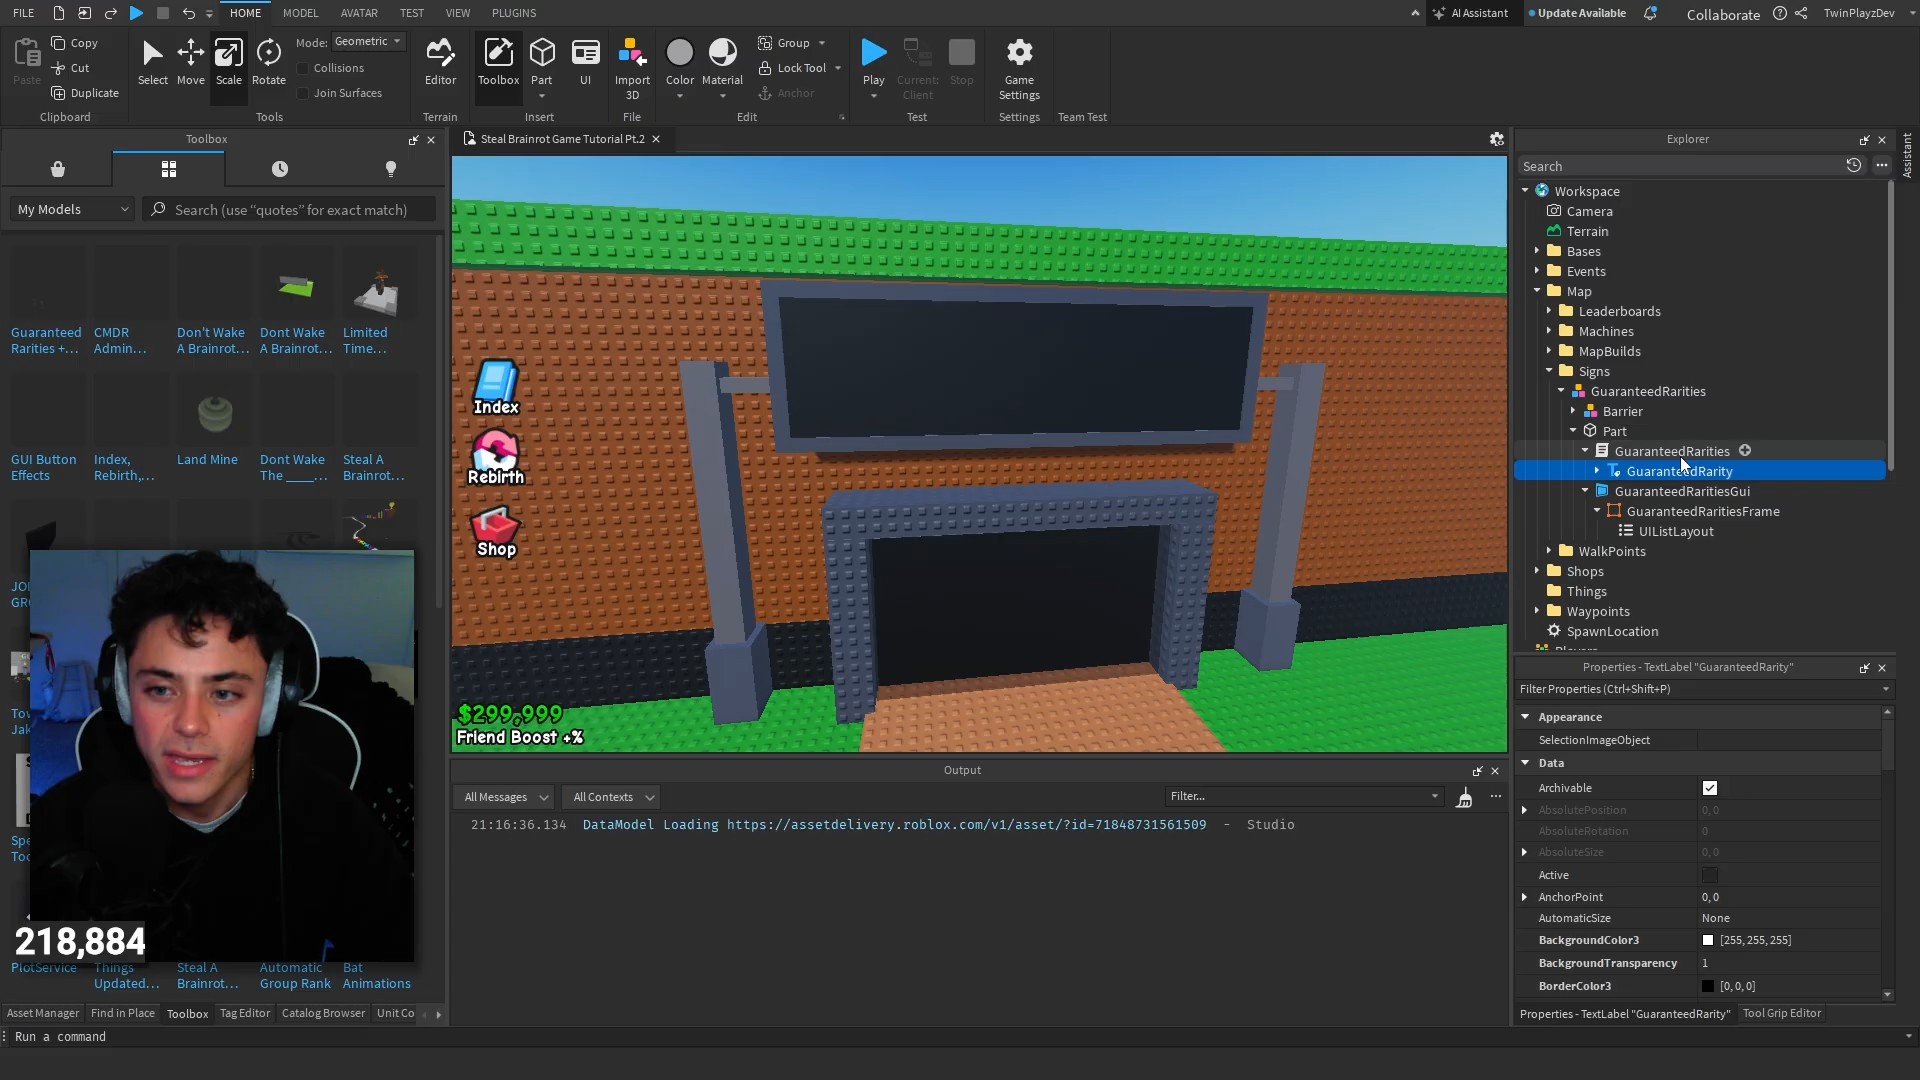 FILE
HOME
MODEL
AVATAR
TEST
VIEW
PLUGINS
AI Assistant
Update Available
Collaborate
TwinPlayzDev
Paste
Copy
Cut
Duplicate
Clipboard
Select
Move
Scale
Rotate
Mode:
Geometric
Collisions
Join Surfaces
Tools
Editor
Terrain
Toolbox
Part
UI
Insert
Import
3D
File
Color
Material
Group
Lock Tool
Anchor
Edit
Play
Current:
Client
Stop
Test
Game
Settings
Settings
Team Test
Toolbox
My Models
Search (use “quotes” for exact match)
Guaranteed
Rarities +...
CMDR
Admin...
Don't Wake
A Brainrot...
Dont Wake
A Brainrot...
Limited
Time...
GUI Button
Effects
Index,
Rebirth,...
Land Mine
Dont Wake
The ____...
Steal A
Brainrot...
218,884
PlotService
Things
Updated...
Steal A
Brainrot...
Automatic
Group Rank
Bat
Animations
Asset Manager
Find in Place
Toolbox
Tag Editor
Catalog Browser
Unit Co
Run a command
Steal Brainrot Game Tutorial Pt.2
Index
Rebirth
Shop
$299,999
Friend Boost +%
Output
All Messages
All Contexts
Filter...
21:16:36.134 DataModel Loading https://assetdelivery.roblox.com/v1/asset/?id=71848731561509 - Studio
Explorer
Assistant
Search
Workspace
Camera
Terrain
Bases
Events
Map
Leaderboards
Machines
MapBuilds
Signs
GuaranteedRarities
Barrier
Part
GuaranteedRarities
GuaranteedRarity
GuaranteedRaritiesGui
GuaranteedRaritiesFrame
UIListLayout
WalkPoints
Shops
Things
Waypoints
SpawnLocation
Properties - TextLabel "GuaranteedRarity"
Filter Properties (Ctrl+Shift+P)
Appearance
SelectionImageObject
Data
Archivable
AbsolutePosition 0, 0
AbsoluteRotation 0
AbsoluteSize 0, 0
Active
AnchorPoint 0, 0
AutomaticSize None
BackgroundColor3 [255, 255, 255]
BackgroundTransparency 1
BorderColor3 [0, 0, 0]
Properties - TextLabel "GuaranteedRarity"
Tool Grip Editor